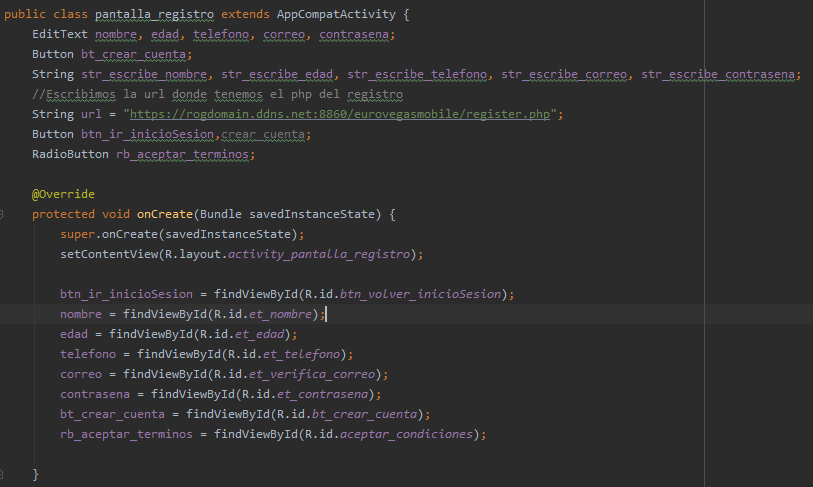 public class pantalla_registro extends AppCompatActivity {
EditText nombre, edad, telefono, correo, contrasena;
Button bt_crear_cuenta;
String str_escribe_nombre, str_escribe_edad, str_escribe_telefono, str_escribe_correo, str_escribe_contrasena;
//Escribimos la url donde tenemos el php del registro
String url = "https://rogdomain.ddns.net:8860/eurovegasmobile/register.php";
Button btn_ir_inicioSesion,crear_cuenta;
RadioButton rb_aceptar_terminos;
@Override
protected void onCreate(Bundle savedInstanceState) {
super.onCreate(savedInstanceState);
setContentView(R.layout.activity_pantalla_registro);
btn_ir_inicioSesion = findViewById(R.id.btn_volver_inicioSesion);
nombre = findViewById(R.id.et_nombre);
edad = findViewById(R.id.et_edad);
telefono = findViewById(R.id.et_telefono);
correo = findViewById(R.id.et_verifica_correo);
contrasena = findViewById(R.id.et_contrasena);
bt_crear_cuenta = findViewById(R.id.bt_crear_cuenta);
rb_aceptar_terminos = findViewById(R.id.aceptar_condiciones);
}